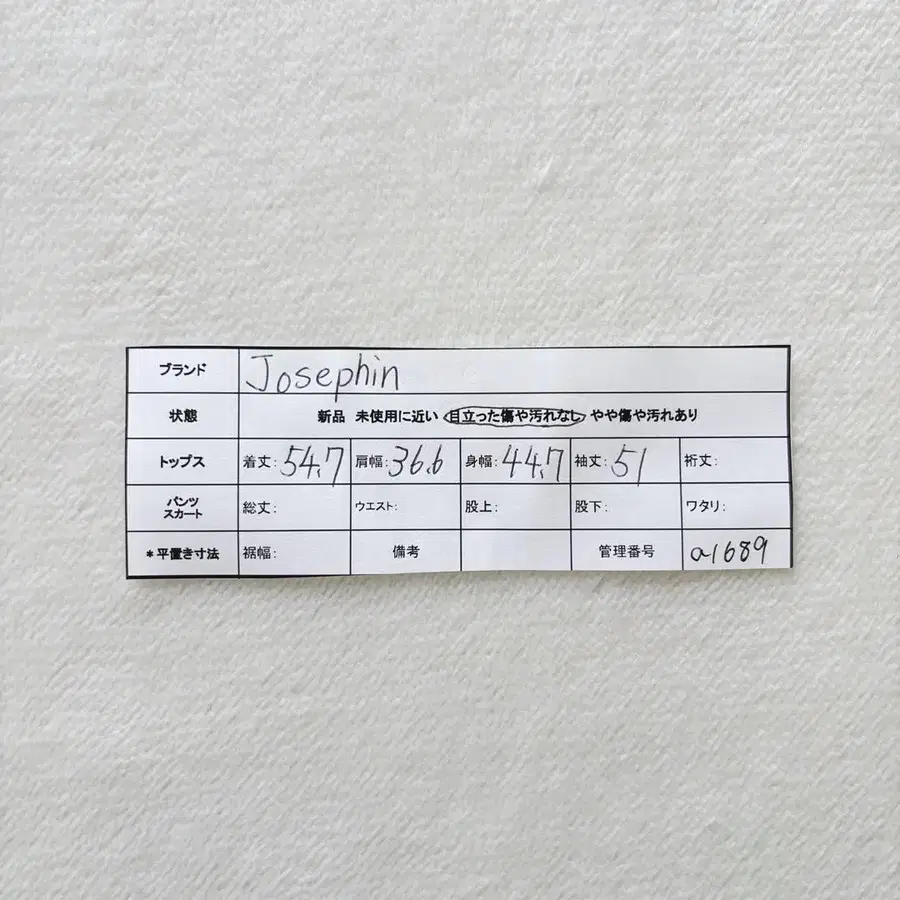 ブランド Josephin
状態 新品 未使用に近い 目立った傷や汚れなし やや傷や汚れあり
トップス 着丈: 54.7 肩幅: 36.6 身幅: 44.7 袖丈: 51 裄丈:
パンツ
スカート 総丈: ウエスト: 股上: 股下: ワタリ:
*平置き寸法 裾幅: 備考 管理番号 a1689